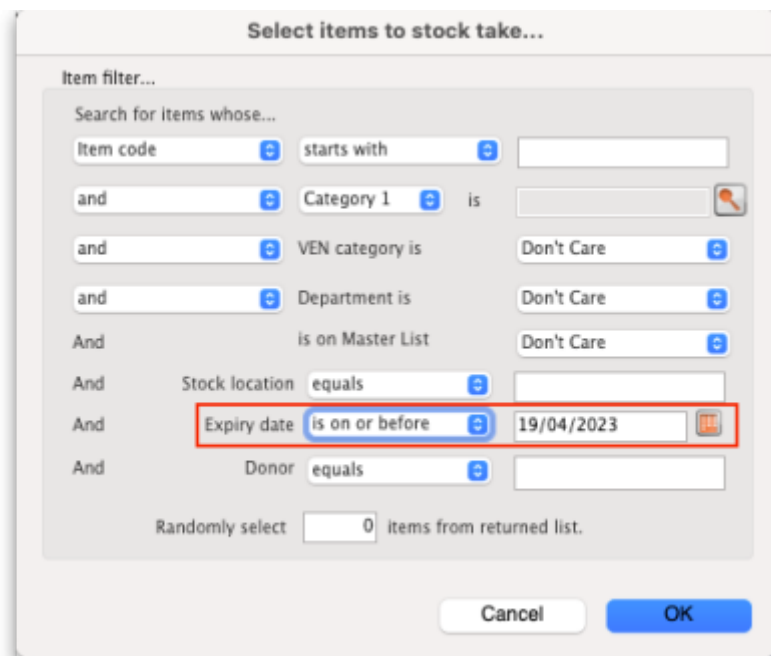 Select items to stock take...
Item filter...
Search for items whose...
Item code starts with
and Category 1 is
and VEN category is Don't Care
and Department is Don't Care
And is on Master List Don't Care
And Stock location equals
And Expiry date is on or before 19/04/2023
And Donor equals
Randomly select 0 items from returned list.
Cancel OK